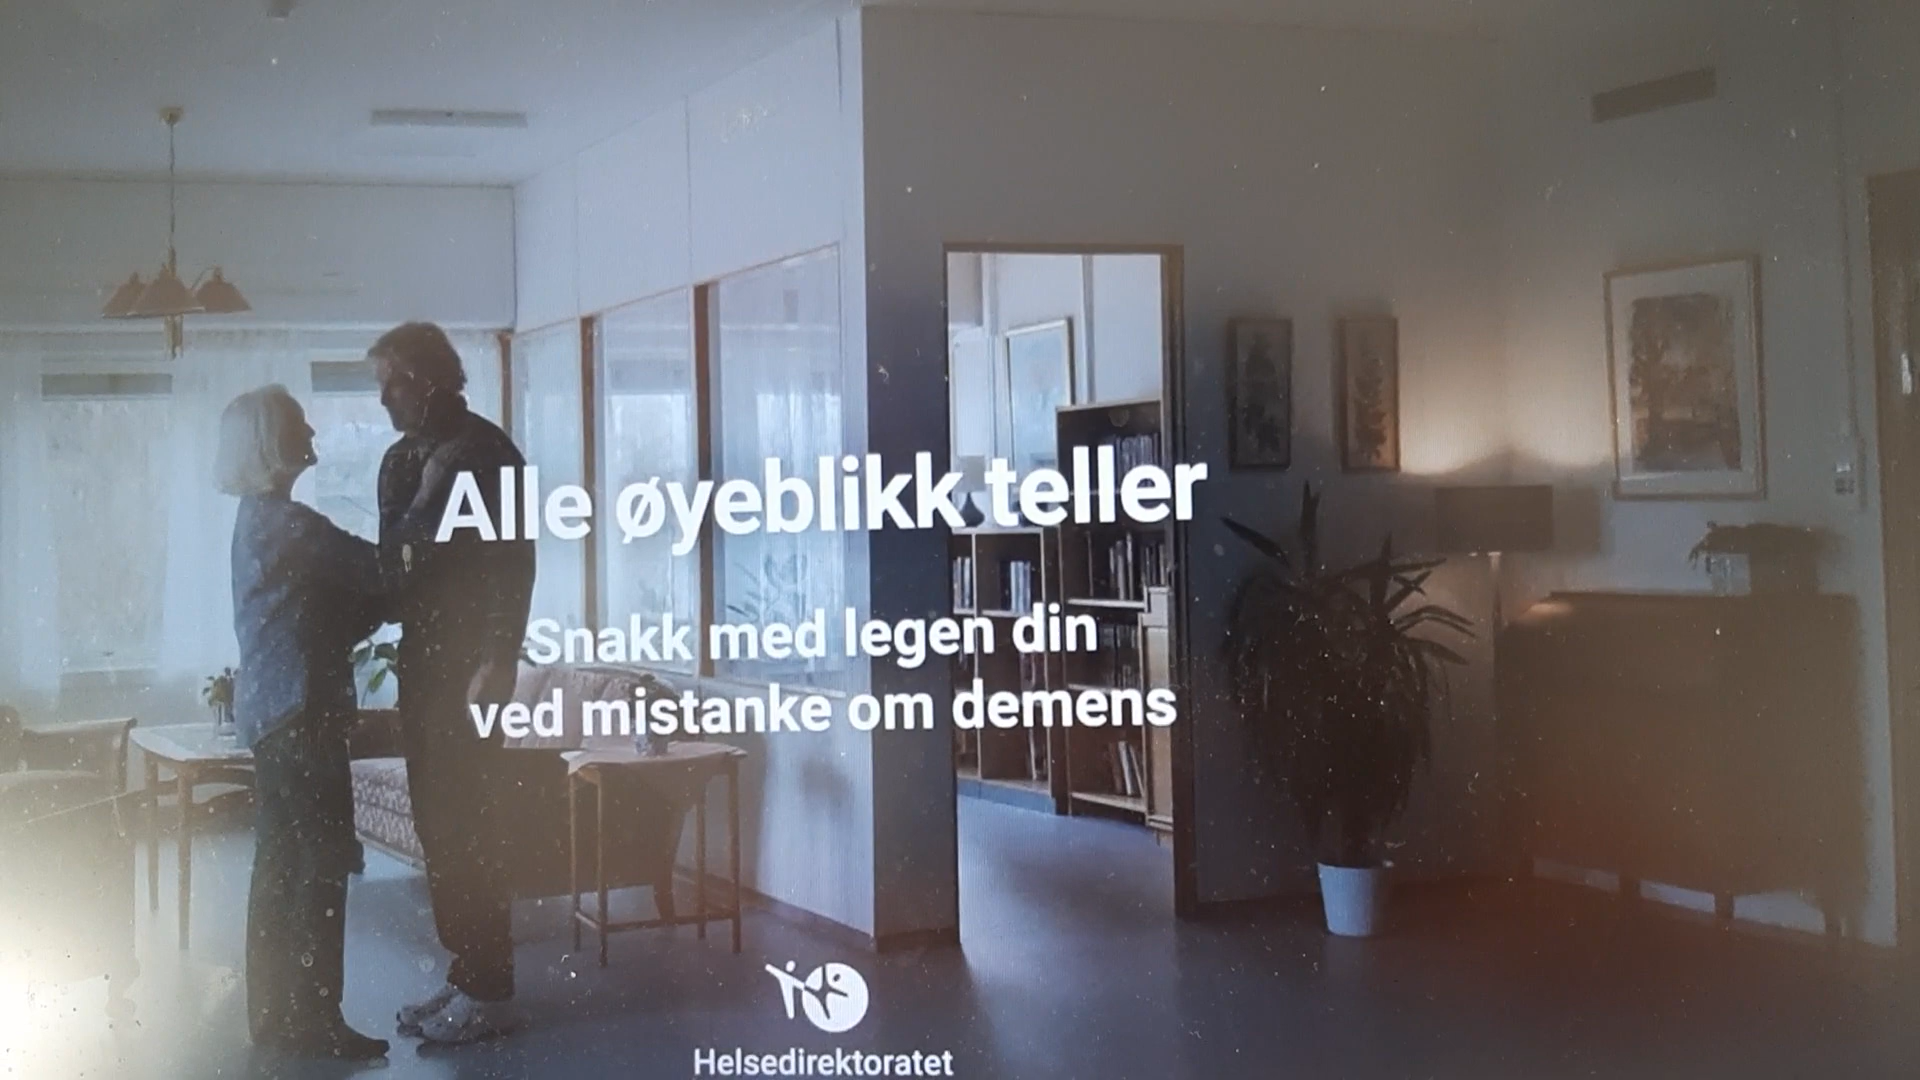 Alle øyeblikk teller
Snakk med legen din
ved mistanke om demens
Helsedirektoratet